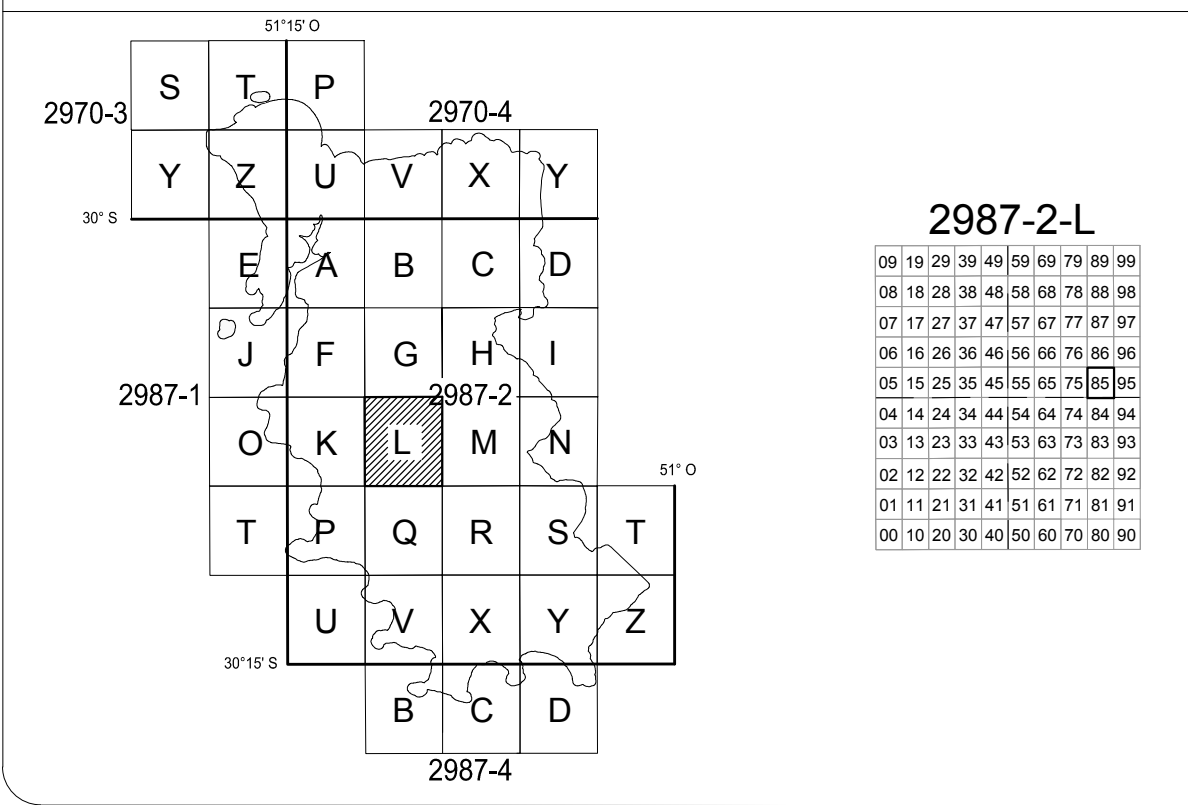 51°15' O
S T P
2970-3 2970-4
Y Z U V X Y
30° S
E A B C D
J F G H I
2987-1 2987-2
O K L M N
51° O
T P Q R S T
U V X Y Z
30°15' S
B C D
2987-4
2987-2-L
09 19 29 39 49 59 69 79 89 99
08 18 28 38 48 58 68 78 88 98
07 17 27 37 47 57 67 77 87 97
06 16 26 36 46 56 66 76 86 96
05 15 25 35 45 55 65 75 85 95
04 14 24 34 44 54 64 74 84 94
03 13 23 33 43 53 63 73 83 93
02 12 22 32 42 52 62 72 82 92
01 11 21 31 41 51 61 71 81 91
00 10 20 30 40 50 60 70 80 90